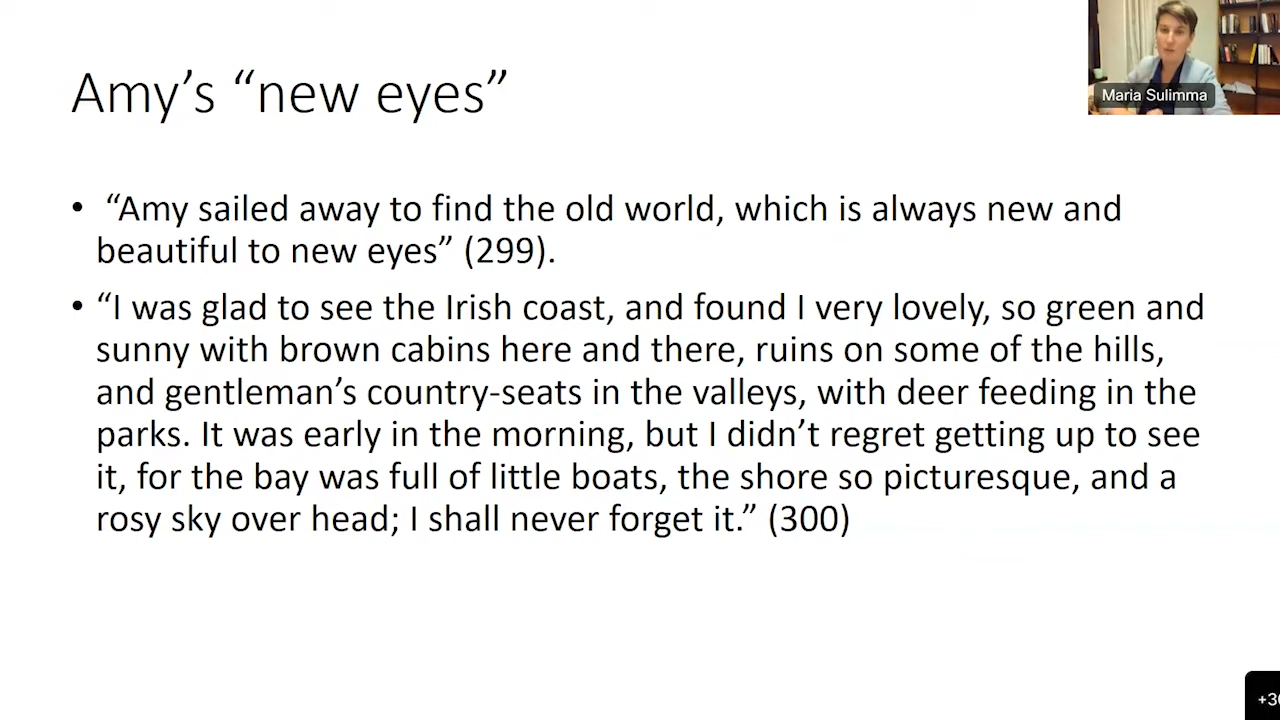 Amy’s “new eyes”
Maria Sulimma
• “Amy sailed away to find the old world, which is always new and
beautiful to new eyes” (299).
• “I was glad to see the Irish coast, and found I very lovely, so green and
sunny with brown cabins here and there, ruins on some of the hills,
and gentleman’s country-seats in the valleys, with deer feeding in the
parks. It was early in the morning, but I didn’t regret getting up to see
it, for the bay was full of little boats, the shore so picturesque, and a
rosy sky over head; I shall never forget it.” (300)